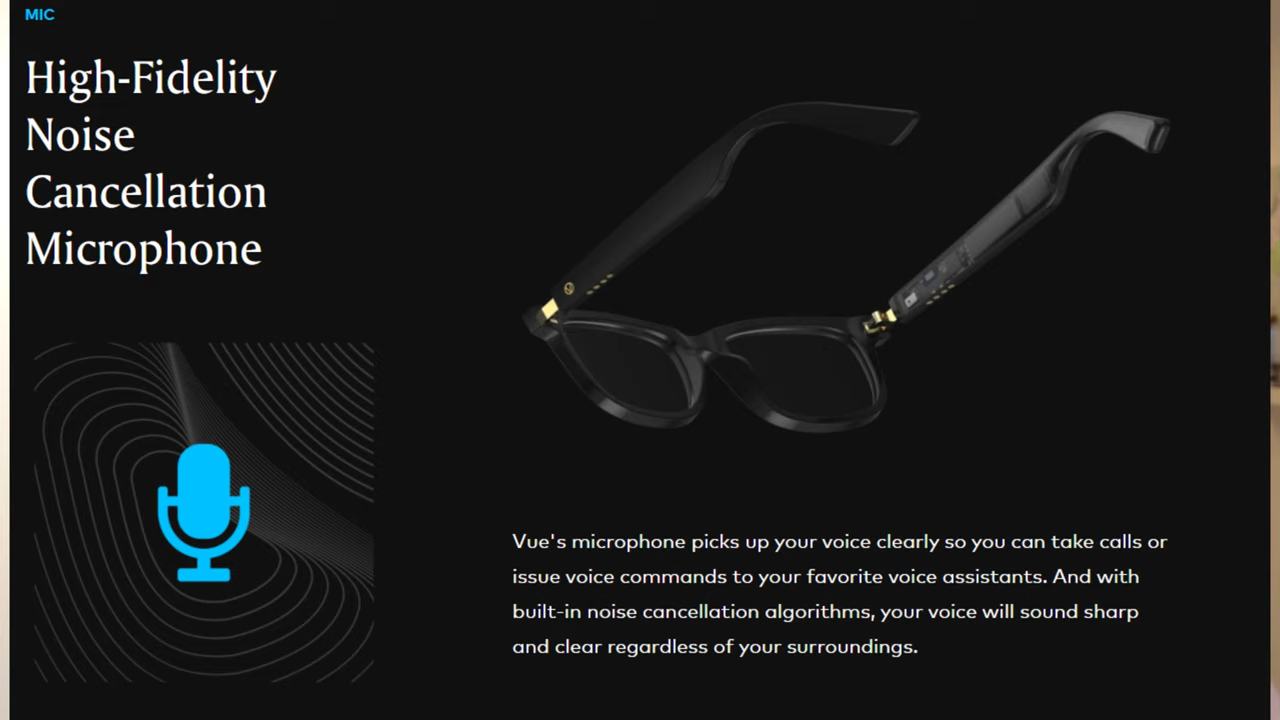 MIC
High-Fidelity
Noise
Cancellation
Microphone
Vue's microphone picks up your voice clearly so you can take calls or
issue voice commands to your favorite voice assistants. And with
built-in noise cancellation algorithms, your voice will sound sharp
and clear regardless of your surroundings.